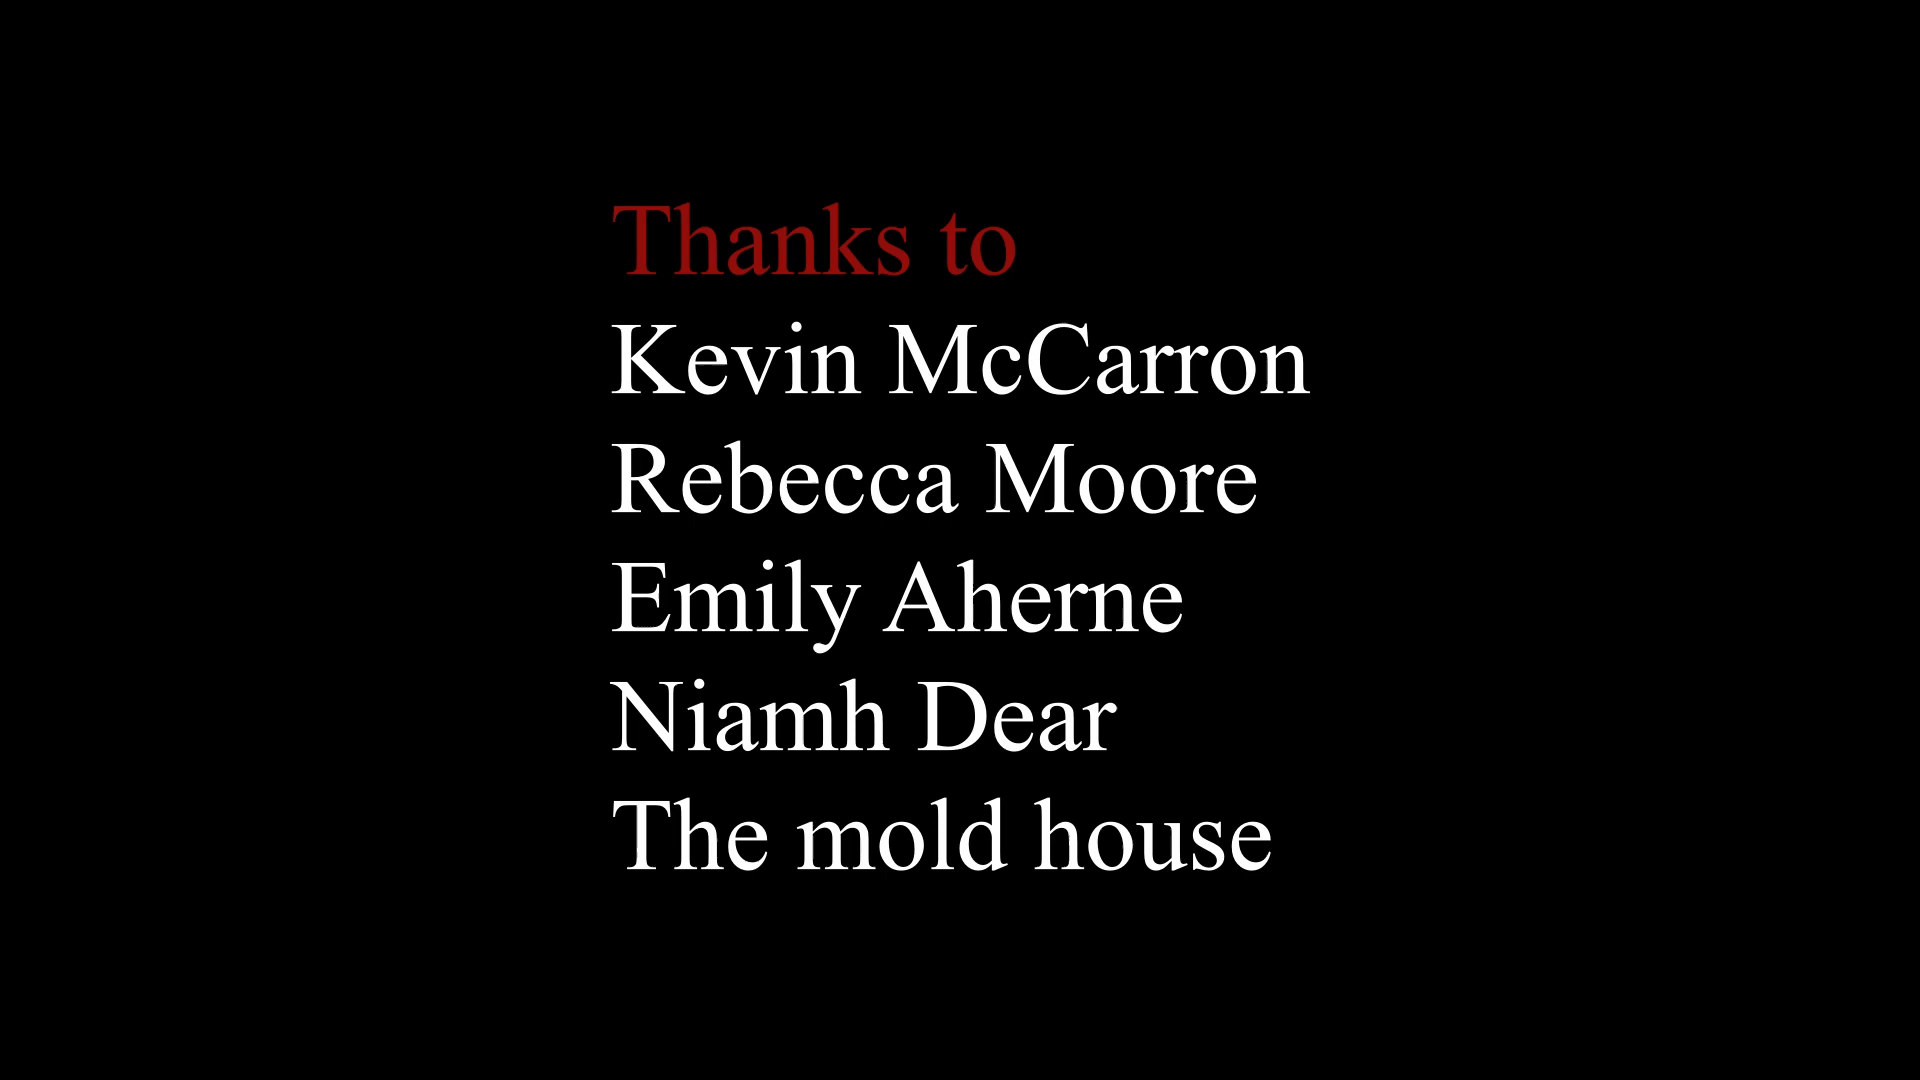 Thanks to
Kevin McCarron
Rebecca Moore
Emily Aherne
Niamh Dear
The mold house